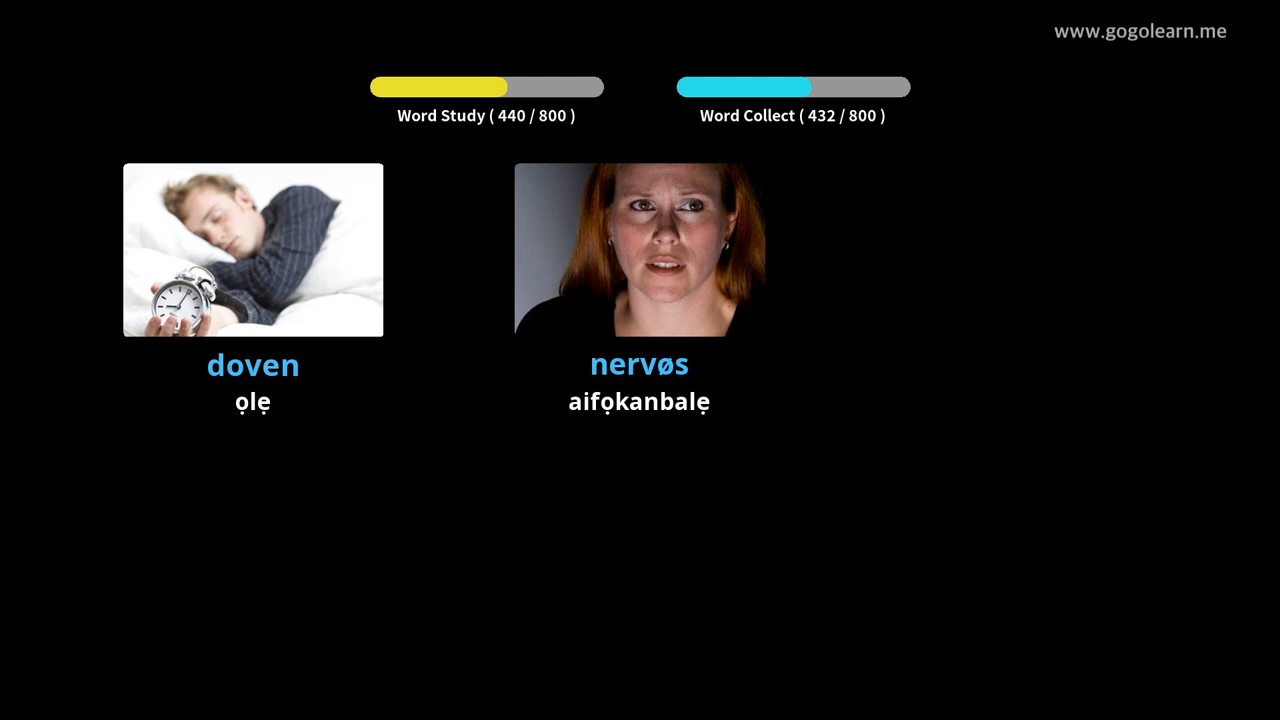 www.gogolearn.me
Word Study ( 440 / 800 )
Word Collect ( 432 / 800 )
doven
ọlẹ
nervøs
aifọkanbalẹ